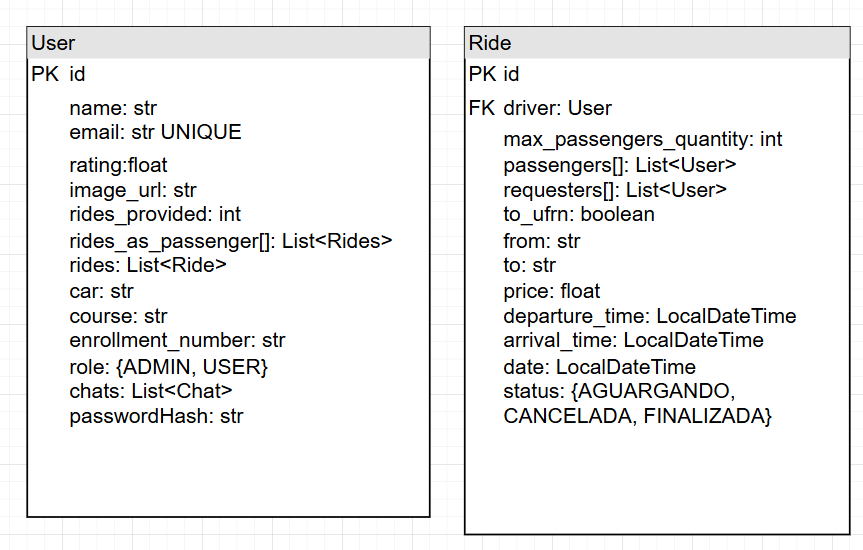 User
PK id
name: str
email: str UNIQUE
rating:float
image_url: str
rides_provided: int
rides_as_passenger[]: List<Rides>
rides: List<Ride>
car: str
course: str
enrollment_number: str
role: {ADMIN, USER}
chats: List<Chat>
passwordHash: str
Ride
PK id
FK driver: User
max_passengers_quantity: int
passengers[]: List<User>
requesters[]: List<User>
to_ufrn: boolean
from: str
to: str
price: float
departure_time: LocalDateTime
arrival_time: LocalDateTime
date: LocalDateTime
status: {AGUARGANDO,
CANCELADA, FINALIZADA}